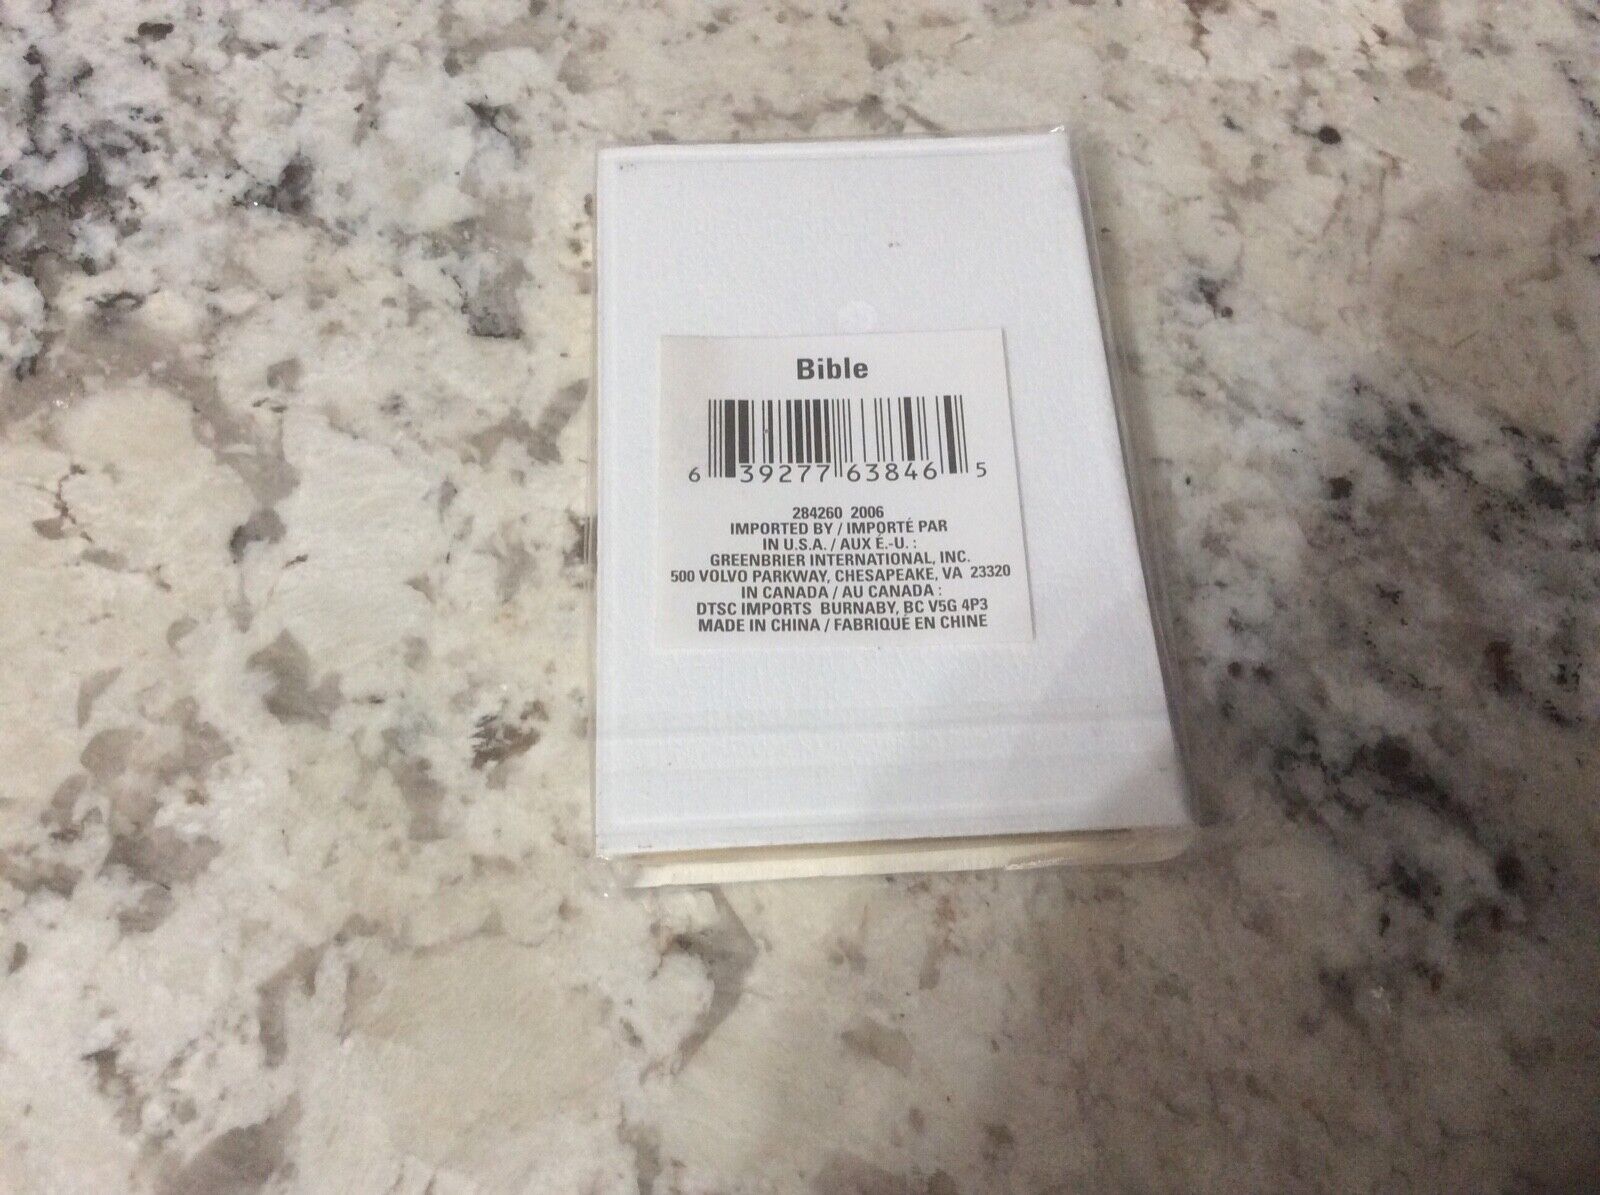 Bible
6 39277 63846 5
284260 2006
IMPORTED BY / IMPORTÉ PAR
IN U.S.A. / AUX É.-U. :
GREENBRIER INTERNATIONAL, INC.
500 VOLVO PARKWAY, CHESAPEAKE, VA 23320
IN CANADA / AU CANADA :
DTSC IMPORTS BURNABY, BC V5G 4P3
MADE IN CHINA / FABRIQUÉ EN CHINE